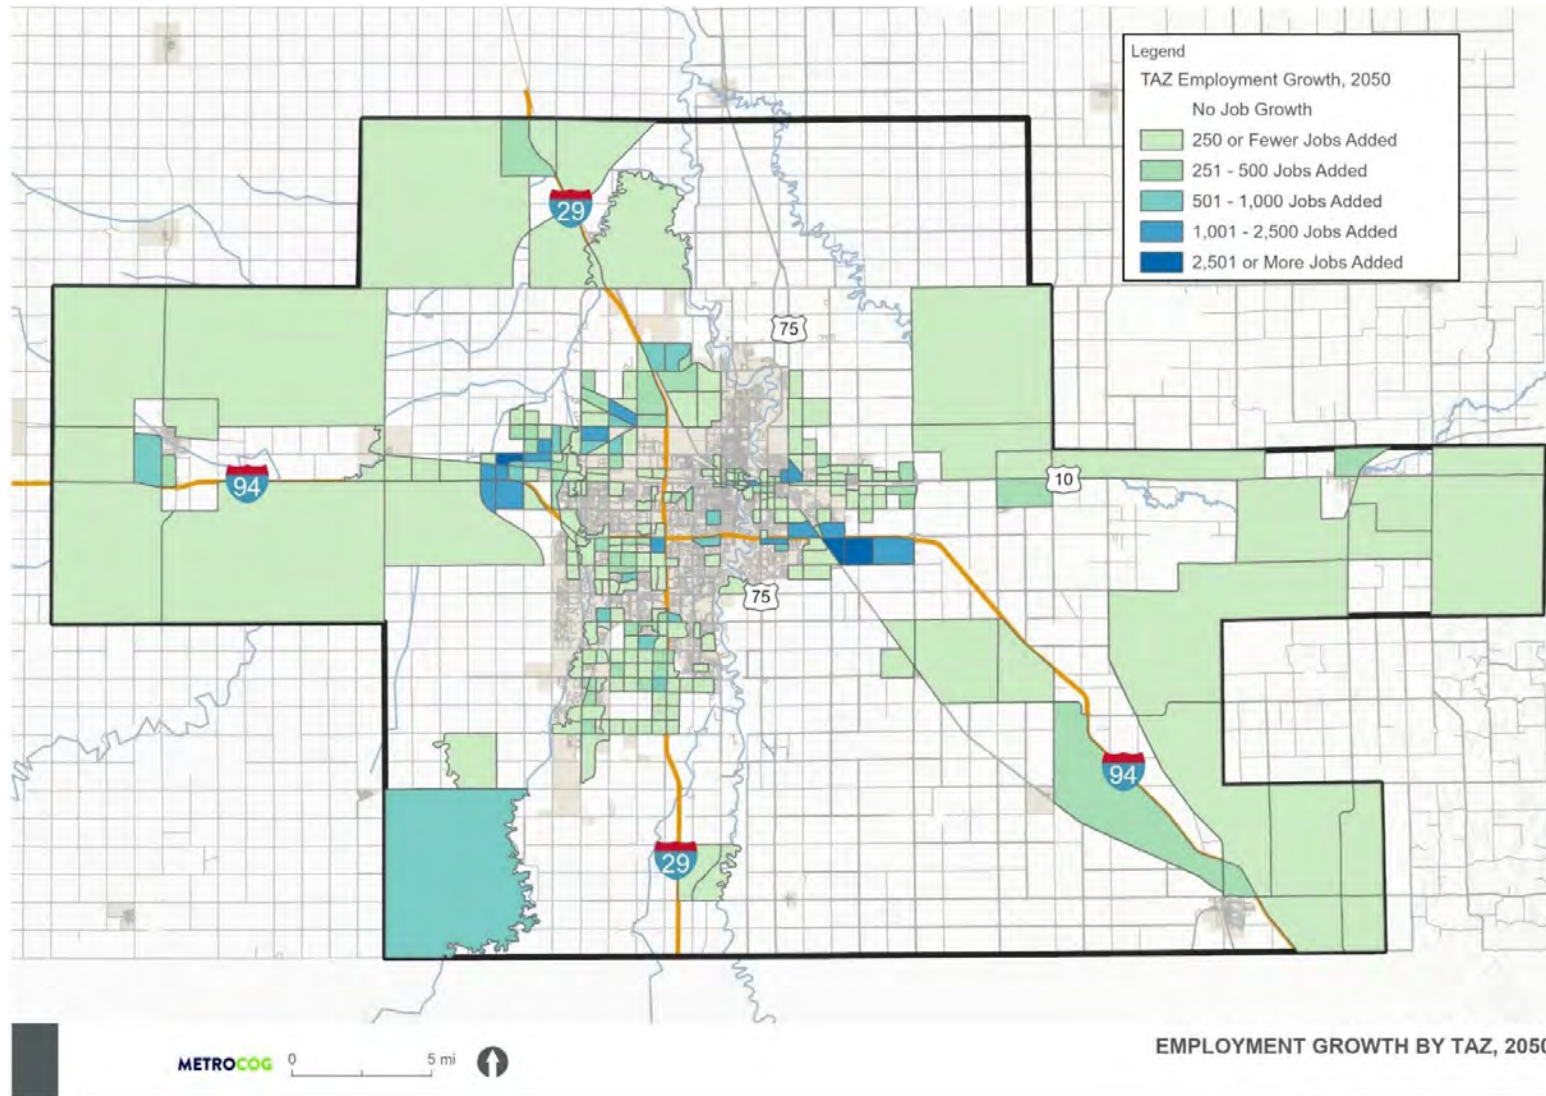 Legend
TAZ Employment Growth, 2050
No Job Growth
250 or Fewer Jobs Added
251 - 500 Jobs Added
501 - 1,000 Jobs Added
1,001 - 2,500 Jobs Added
2,501 or More Jobs Added
29
75
94
10
75
94
29
METROCOG
0 5 mi
EMPLOYMENT GROWTH BY TAZ, 2050